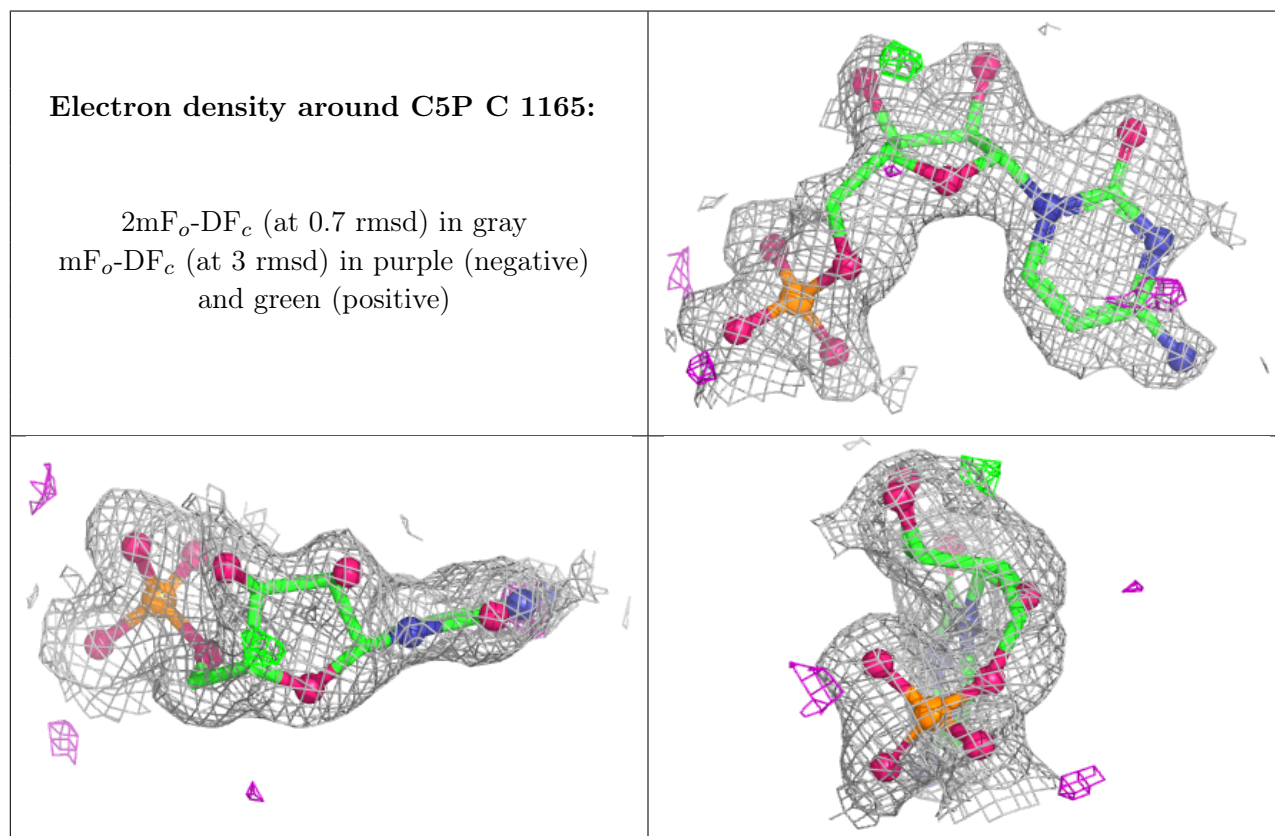 Electron density around C5P C 1165:
2mFₒ-DF𝒸 (at 0.7 rmsd) in gray
mFₒ-DF𝒸 (at 3 rmsd) in purple (negative)
and green (positive)